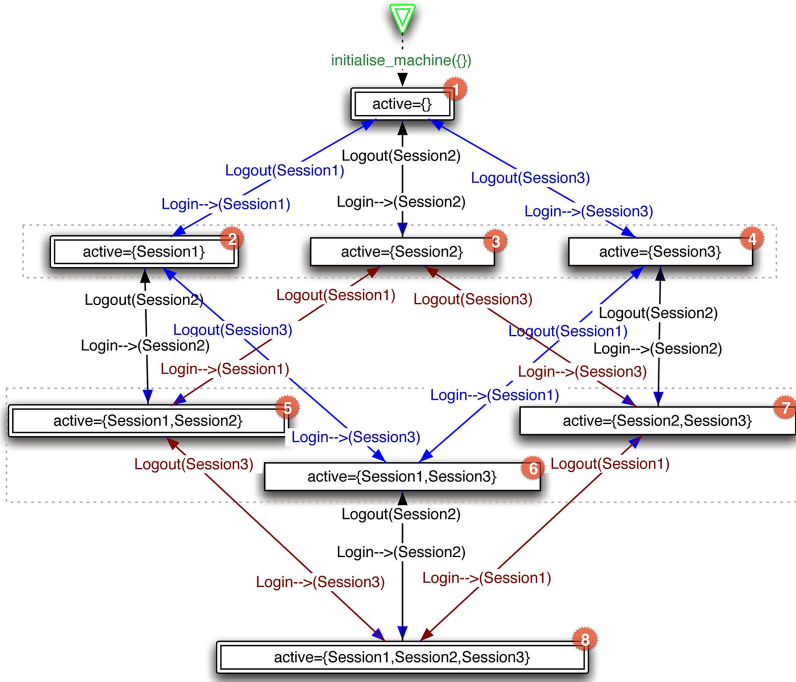 initialise_machine({})
1
active={}
Logout(Session2)
Logout(Session1)
Logout(Session3)
Login-->(Session1)
Login-->(Session2)
Login-->(Session3)
2
3
4
active={Session1}
active={Session2}
active={Session3}
Logout(Session2)
Logout(Session1)
Logout(Session3)
Logout(Session2)
Logout(Session3)
Logout(Session1)
Login-->(Session2)
Login-->(Session2)
Login-->(Session1)
Login-->(Session3)
Login-->(Session1)
5
7
active={Session1,Session2}
active={Session2,Session3}
Login-->(Session3)
Logout(Session3)
6
Logout(Session1)
active={Session1,Session3}
Logout(Session2)
Login-->(Session2)
Login-->(Session3)
Login-->(Session1)
8
active={Session1,Session2,Session3}